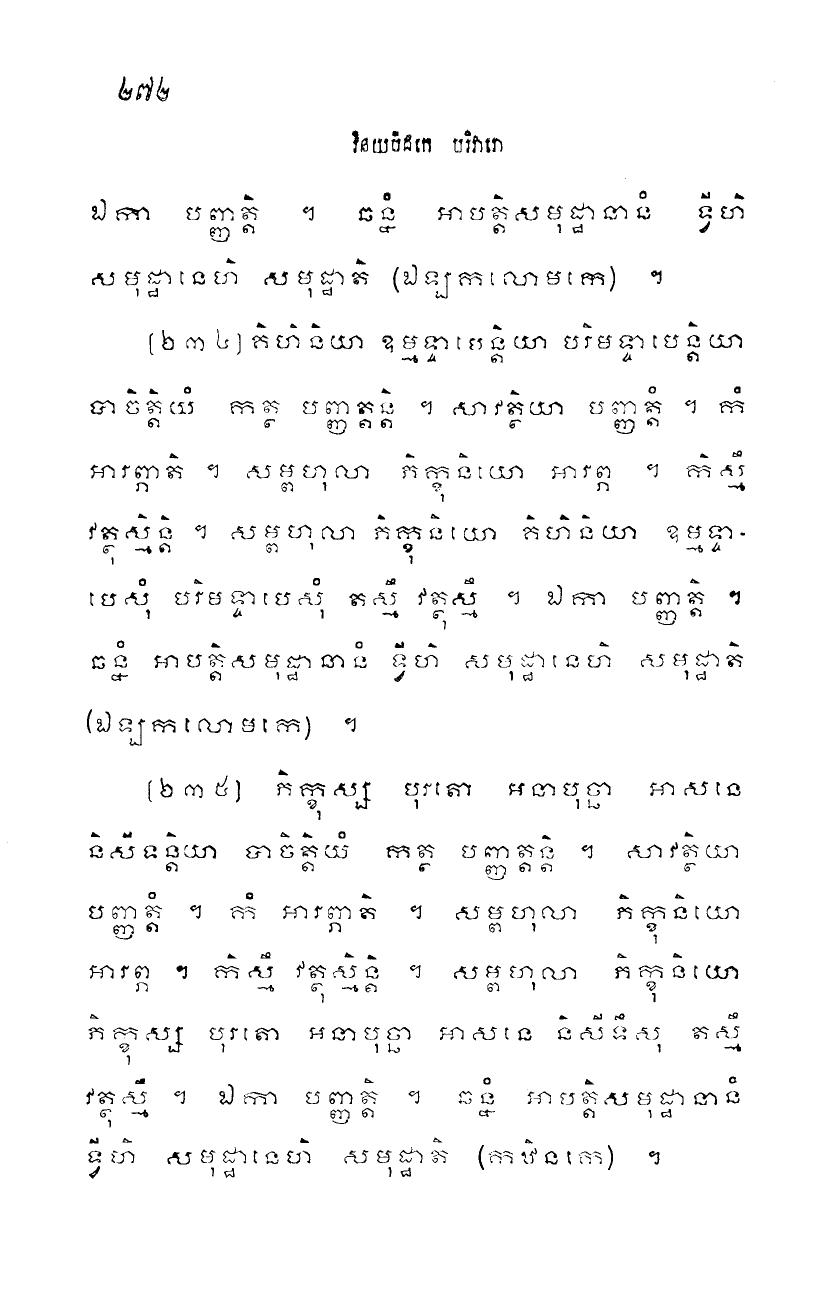 ២៧២
វិនយបិដកេ បរិវារោ
ឯកា បញ្ញត្តិ ។ ឆន្នំ អាបត្តិសមុដ្ឋានានំ ទ្វីហិ
សមុដ្ឋានេហិ សមុដ្ឋាតិ (ឯឡកលោមកេ) ។
[២៣៤] គិហិនិយា ឧម្មទ្ទាបេន្តិយា បរិមទ្ទាបេន្តិយា
បាចិត្តិយំ កត្ថ បញ្ញត្តន្តិ ។ សាវត្ថិយា បញ្ញត្តំ ។ កំ
អារព្ភាតិ ។ សម្ពហុលា ភិក្ខុនិយោ អារព្ភ ។ កិស្មឹ
វត្ថុស្មិន្តិ ។ សម្ពហុលា ភិក្ខុនិយោ គិហិនិយា ឧម្មទ្ទា-
បេសុំ បរិមទ្ទាបេសុំ តស្មឹ វត្ថុស្មឹ ។ ឯកា បញ្ញត្តិ ។
ឆន្នំ អាបត្តិសមុដ្ឋានានំ ទ្វីហិ សមុដ្ឋានេហិ សមុដ្ឋាតិ
(ឯឡកលោមកេ) ។
[២៣៥] ភិក្ខុស្ស បុរតោ អនាបុច្ឆា អាសនេ
និសីទន្តិយា បាចិត្តិយំ កត្ថ បញ្ញត្តន្តិ ។ សាវត្ថិយា
បញ្ញត្តំ ។ កំ អារព្ភាតិ ។ សម្ពហុលា ភិក្ខុនិយោ
អារព្ភ ។ កិស្មឹ វត្ថុស្មិន្តិ ។ សម្ពហុលា ភិក្ខុនិយោ
ភិក្ខុស្ស បុរតោ អនាបុច្ឆា អាសនេ និសីទឹសុ តស្មឹ
វត្ថុស្មឹ ។ ឯកា បញ្ញត្តិ ។ ឆន្នំ អាបត្តិសមុដ្ឋានានំ
ទ្វីហិ សមុដ្ឋានេហិ សមុដ្ឋាតិ (កឋិនកេ) ។